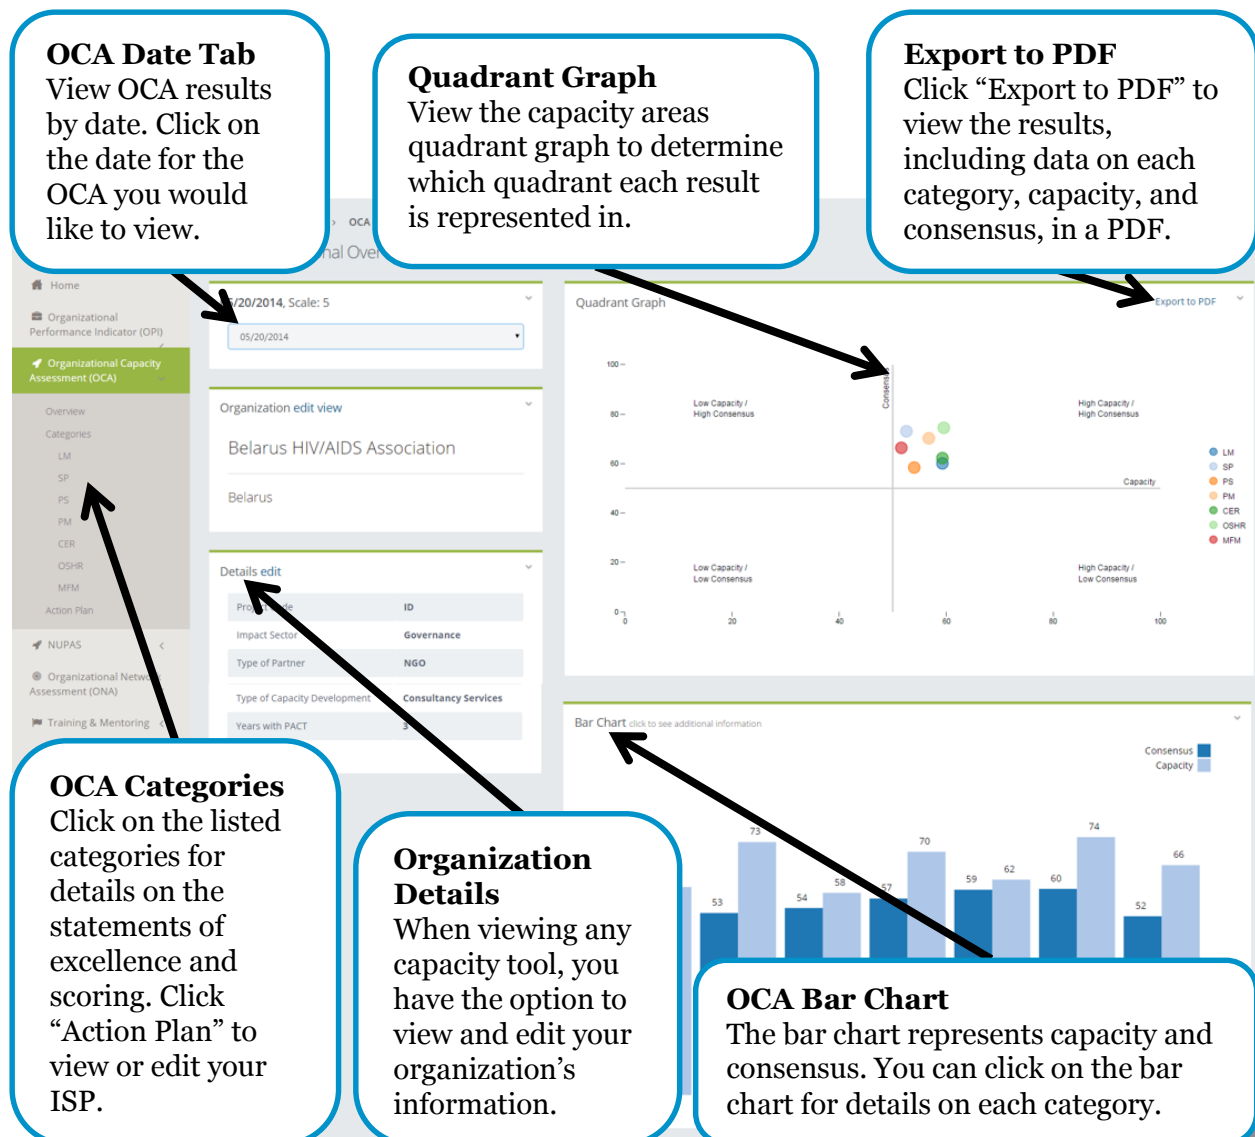 OCA Date Tab
View OCA results
by date. Click on
the date for the
OCA you would
like to view.
Quadrant Graph
View the capacity areas
quadrant graph to determine
which quadrant each result
is represented in.
Export to PDF
Click “Export to PDF” to
view the results,
including data on each
category, capacity, and
consensus, in a PDF.
› OCA
nal Over
Home
Organizational
Performance Indicator (OPI)
Organizational Capacity
Assessment (OCA)
Overview
Categories
LM
SP
PS
PM
CER
OSHR
MFM
Action Plan
NUPAS
Organizational Network
Assessment (ONA)
Training & Mentoring
5/20/2014, Scale: 5
05/20/2014
Organization edit view
Belarus HIV/AIDS Association
Belarus
Details edit
Project Code ID
Impact Sector Governance
Type of Partner NGO
Type of Capacity Development Consultancy Services
Years with PACT 3
Quadrant Graph
Export to PDF
100
80
60
40
20
0
0 20 40 60 80 100
Consensus
Capacity
Low Capacity /
High Consensus
High Capacity /
High Consensus
Low Capacity /
Low Consensus
High Capacity /
Low Consensus
LM
SP
PS
PM
CER
OSHR
MFM
Bar Chart click to see additional information
Consensus
Capacity
53 73 54 58 57 70 59 62 60 74 52 66
OCA Categories
Click on the listed
categories for
details on the
statements of
excellence and
scoring. Click
“Action Plan” to
view or edit your
ISP.
Organization
Details
When viewing any
capacity tool, you
have the option to
view and edit your
organization’s
information.
OCA Bar Chart
The bar chart represents capacity and
consensus. You can click on the bar
chart for details on each category.